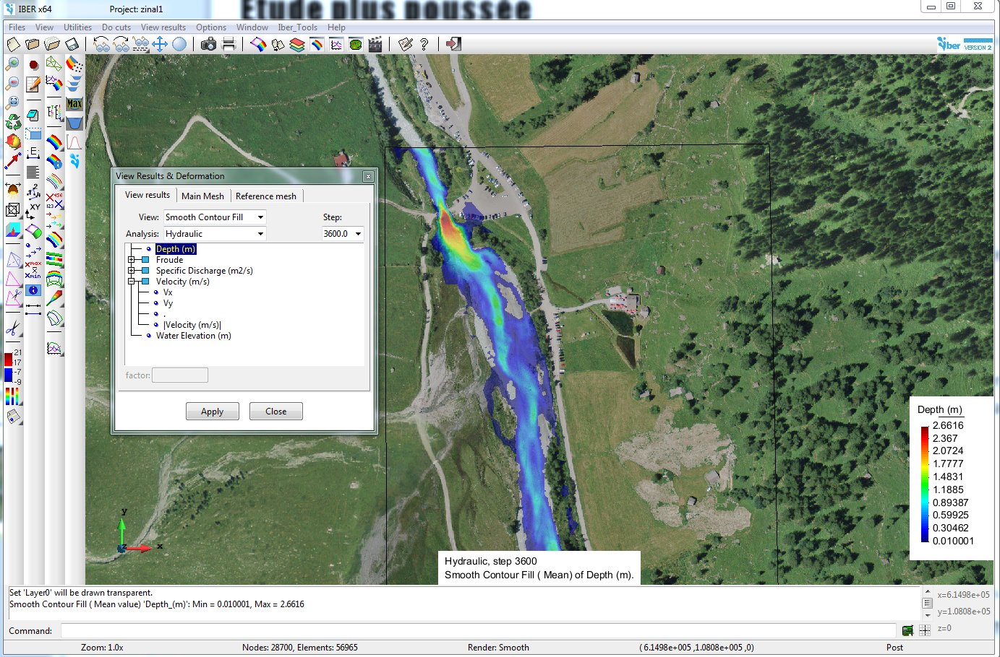 Etude plus poussée
IBER x64 Project: zinal1
Files View Utilities Do cuts View results Options Window Iber_Tools Help
iber VERSION 2
Max
View Results & Deformation
View results Main Mesh Reference mesh
View: Smooth Contour Fill Step:
Analysis: Hydraulic 3600.0
Depth (m)
Froude
Specific Discharge (m2/s)
Velocity (m/s)
Vx
Vy
.
|Velocity (m/s)|
Water Elevation (m)
factor:
Apply Close
E
XY
xmax
x
xmin
21
17
-7
-9
y
z x
Depth (m)
2.6616
2.367
2.0724
1.7777
1.4831
1.1885
0.89387
0.59925
0.30462
0.010001
Hydraulic, step 3600
Smooth Contour Fill ( Mean) of Depth (m).
Set 'Layer0' will be drawn transparent.
Smooth Contour Fill ( Mean value) 'Depth_(m)': Min = 0.010001, Max = 2.6616
x=6.1498e+05
y=1.0808e+05
z=0
Command:
Zoom: 1.0x Nodes: 28700, Elements: 56965 Render: Smooth ( 6.1498e+005 ,1.0808e+005 ,0) Post